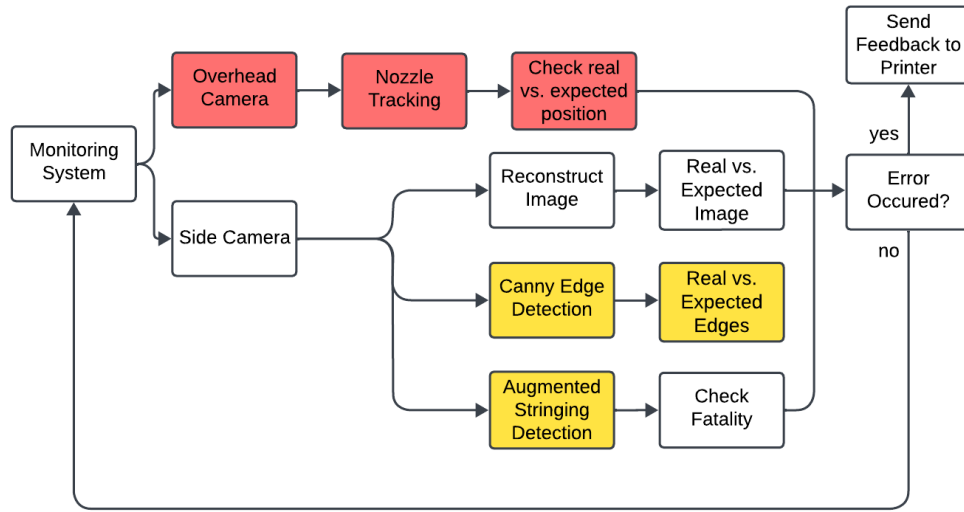 Send
Feedback to
Printer
Overhead
Camera
Nozzle
Tracking
Check real
vs. expected
position
yes
Monitoring
System
Reconstruct
Image
Real vs.
Expected
Image
Error
Occured?
Side Camera
no
Canny Edge
Detection
Real vs.
Expected
Edges
Augmented
Stringing
Detection
Check
Fatality